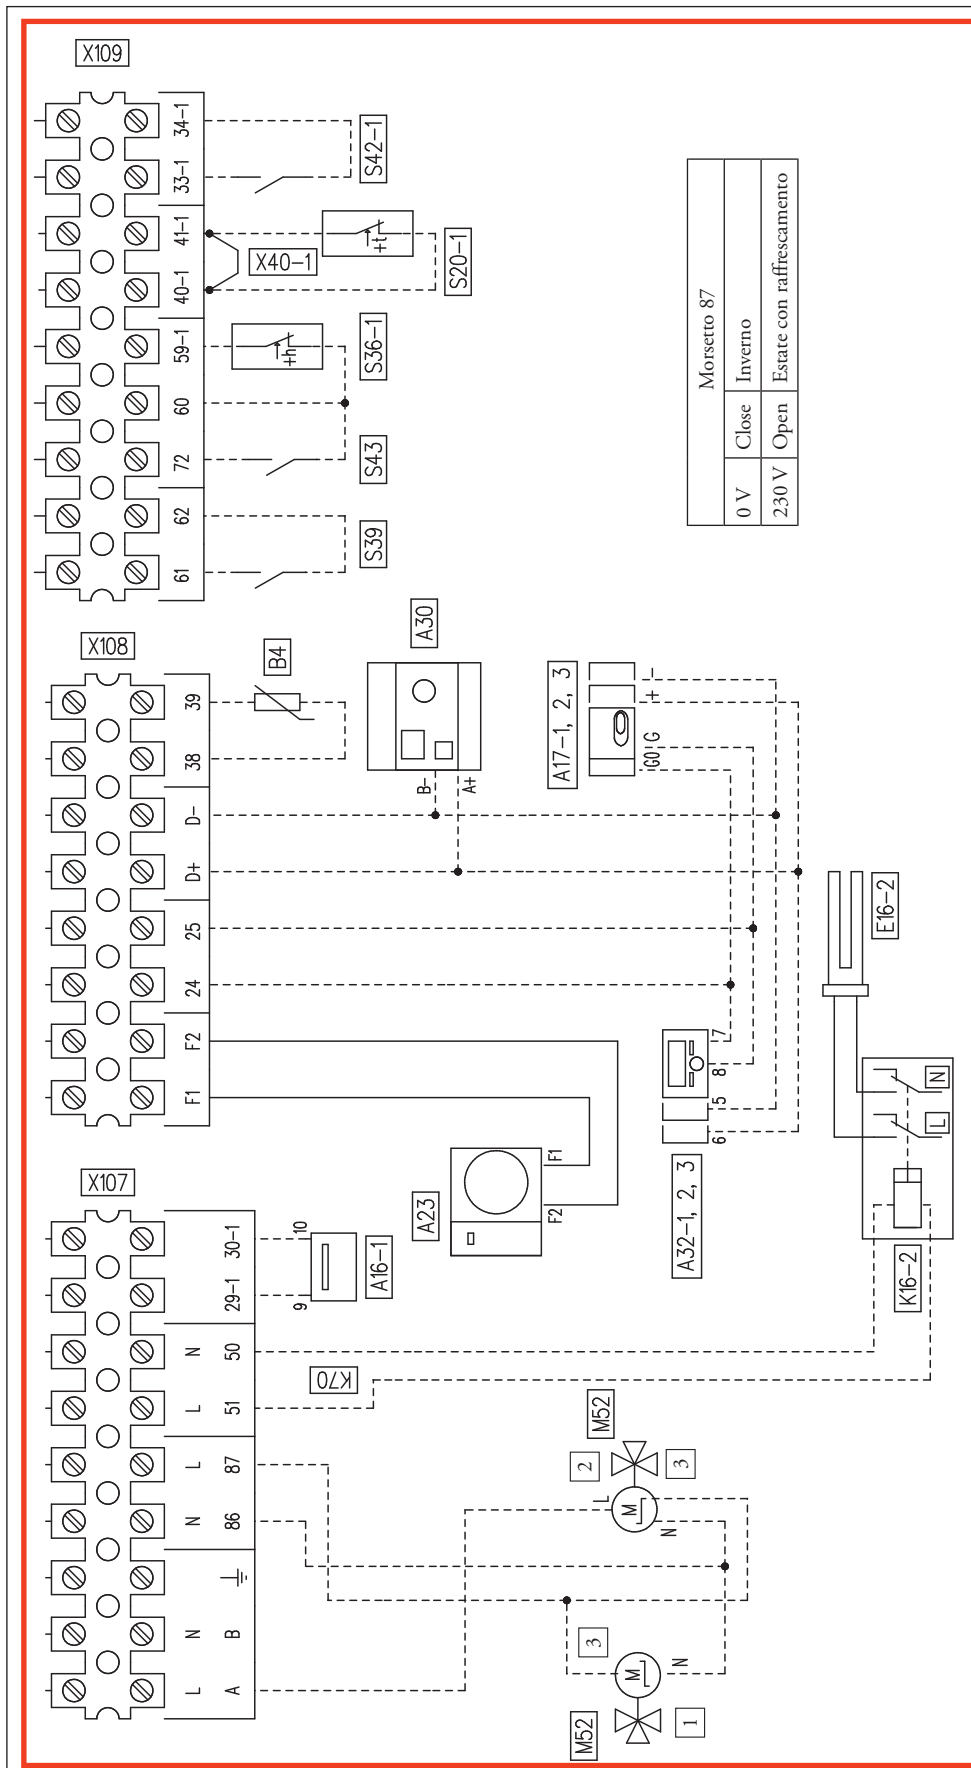 X109
34-1
33-1
41-1
40-1
59-1
60
72
62
61
S42-1
X40-1
+t
S20-1
+h
S36-1
S43
S39
Morsetto 87
0 V Close Inverno
230 V Open Estate con raffrescamento
X108
39
38
D-
D+
25
24
F2
F1
B4
A30
B-
A+
A17-1, 2, 3
G0 G
+ -
E16-2
7
8
5
6
A32-1, 2, 3
A23
F1
F2
N
L
K16-2
X107
30-1
29-1
N 50
L 51
L 87
N 86
N B
L A
10
9
A16-1
K70
M52
2
3
L
M
N
3
M
N
M52
1